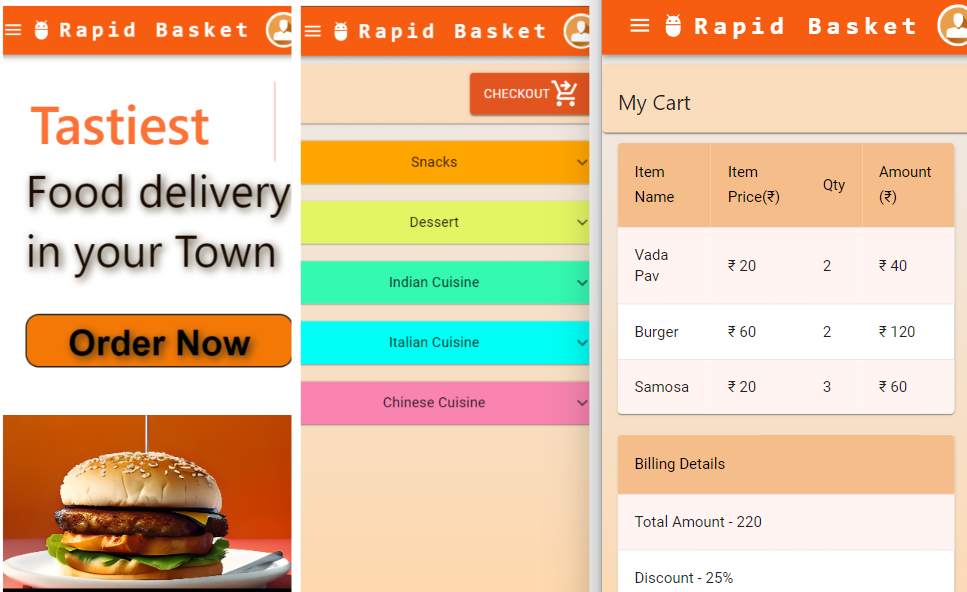 Rapid Basket
Tastiest
Food delivery
in your Town
Order Now
Rapid Basket
CHECKOUT
Snacks
Dessert
Indian Cuisine
Italian Cuisine
Chinese Cuisine
Rapid Basket
My Cart
Item Name Item Price(₹) Qty Amount (₹)
Vada Pav ₹ 20 2 ₹ 40
Burger ₹ 60 2 ₹ 120
Samosa ₹ 20 3 ₹ 60
Billing Details
Total Amount - 220
Discount - 25%